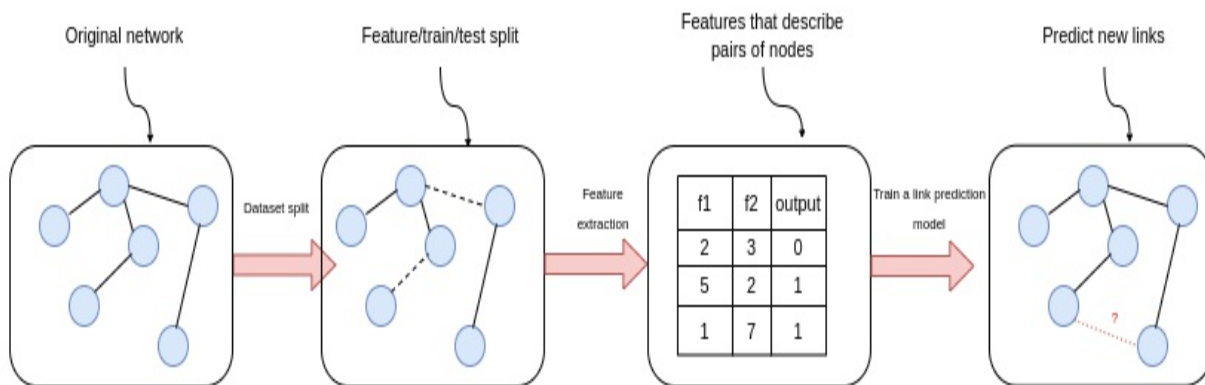 Original network
Feature/train/test split
Features that describe
pairs of nodes
Predict new links
Dataset split
Feature
extraction
f1 f2 output
2 3 0
5 2 1
1 7 1
Train a link prediction
model
?